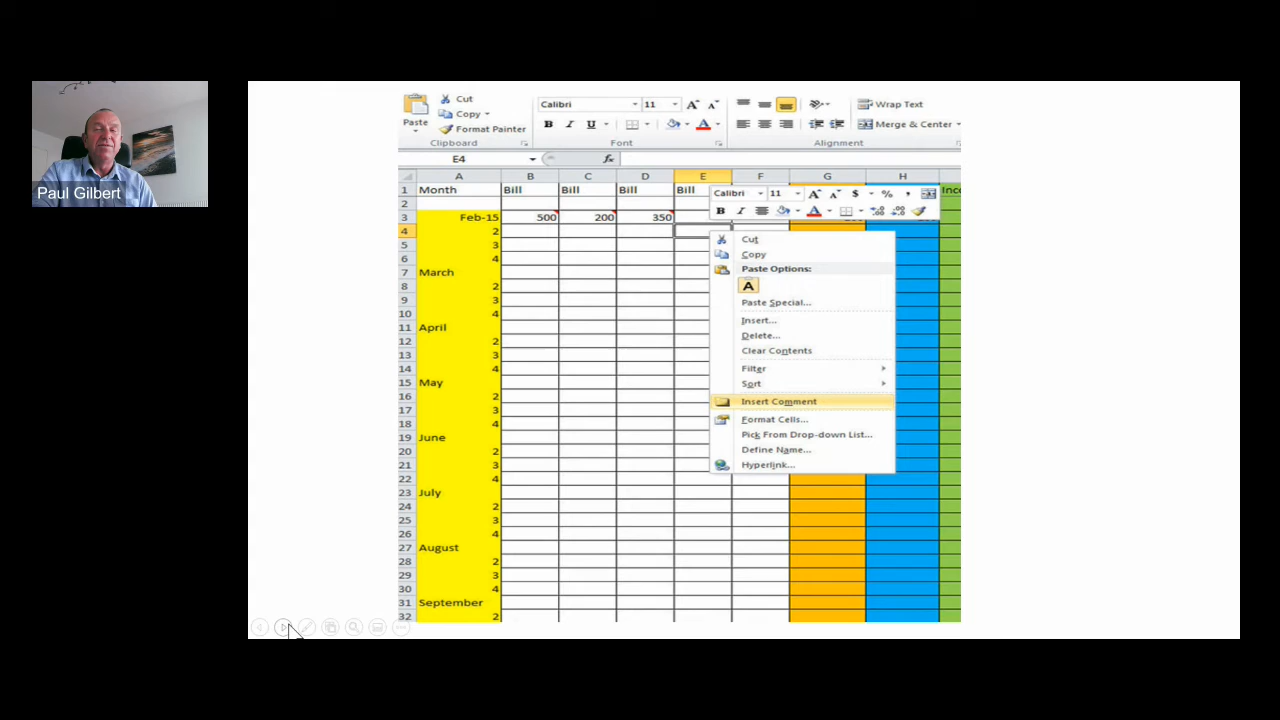 Paul Gilbert
Cut
Copy
Paste
Format Painter
Clipboard
Calibri 11 A A
B I U A
Font
Wrap Text
Merge & Center
Alignment
E4 fx
A B C D E F G H
1 Month Bill Bill Bill Bill Inc
Calibri 11 A A $ % ,
B I A
2
3 Feb-15 500 200 350
4 2
5 3
6 4
7 March
8 2
9 3
10 4
11 April
12 2
13 3
14 4
15 May
16 2
17 3
18 4
19 June
20 2
21 3
22 4
23 July
24 2
25 3
26 4
27 August
28 2
29 3
30 4
31 September
32 2
Cut
Copy
Paste Options:
A
Paste Special...
Insert...
Delete...
Clear Contents
Filter
Sort
Insert Comment
Format Cells...
Pick From Drop-down List...
Define Name...
Hyperlink...